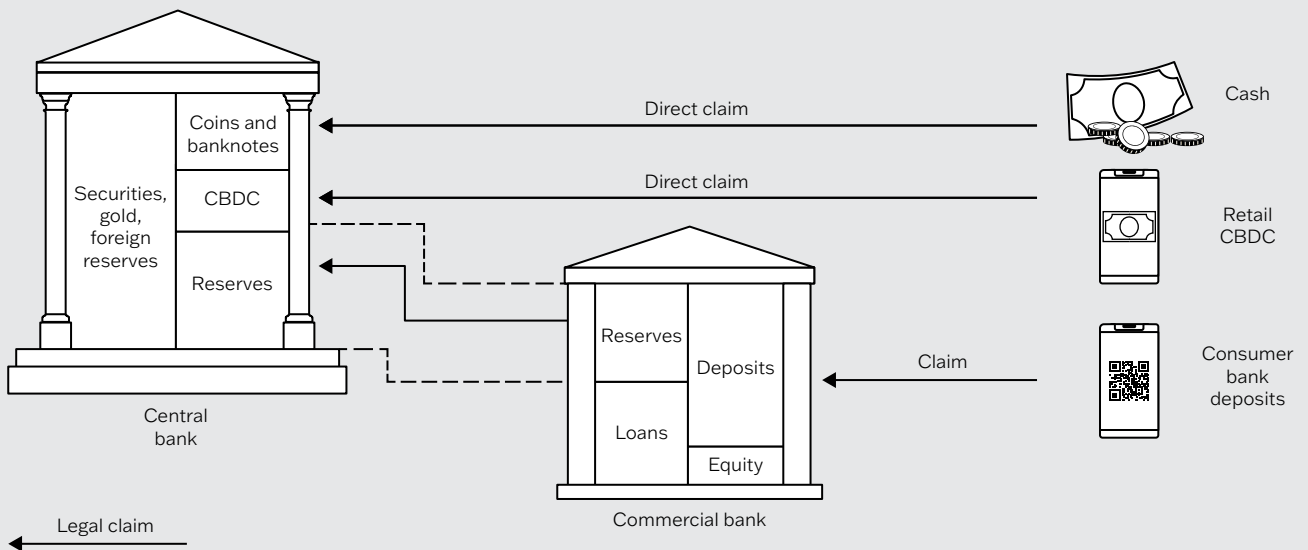 Direct claim
Cash
Coins and
banknotes
Direct claim
Retail
CBDC
CBDC
Securities,
gold,
foreign
reserves
Reserves
Reserves
Deposits
Loans
Equity
Claim
Consumer
bank
deposits
Central
bank
Commercial bank
Legal claim